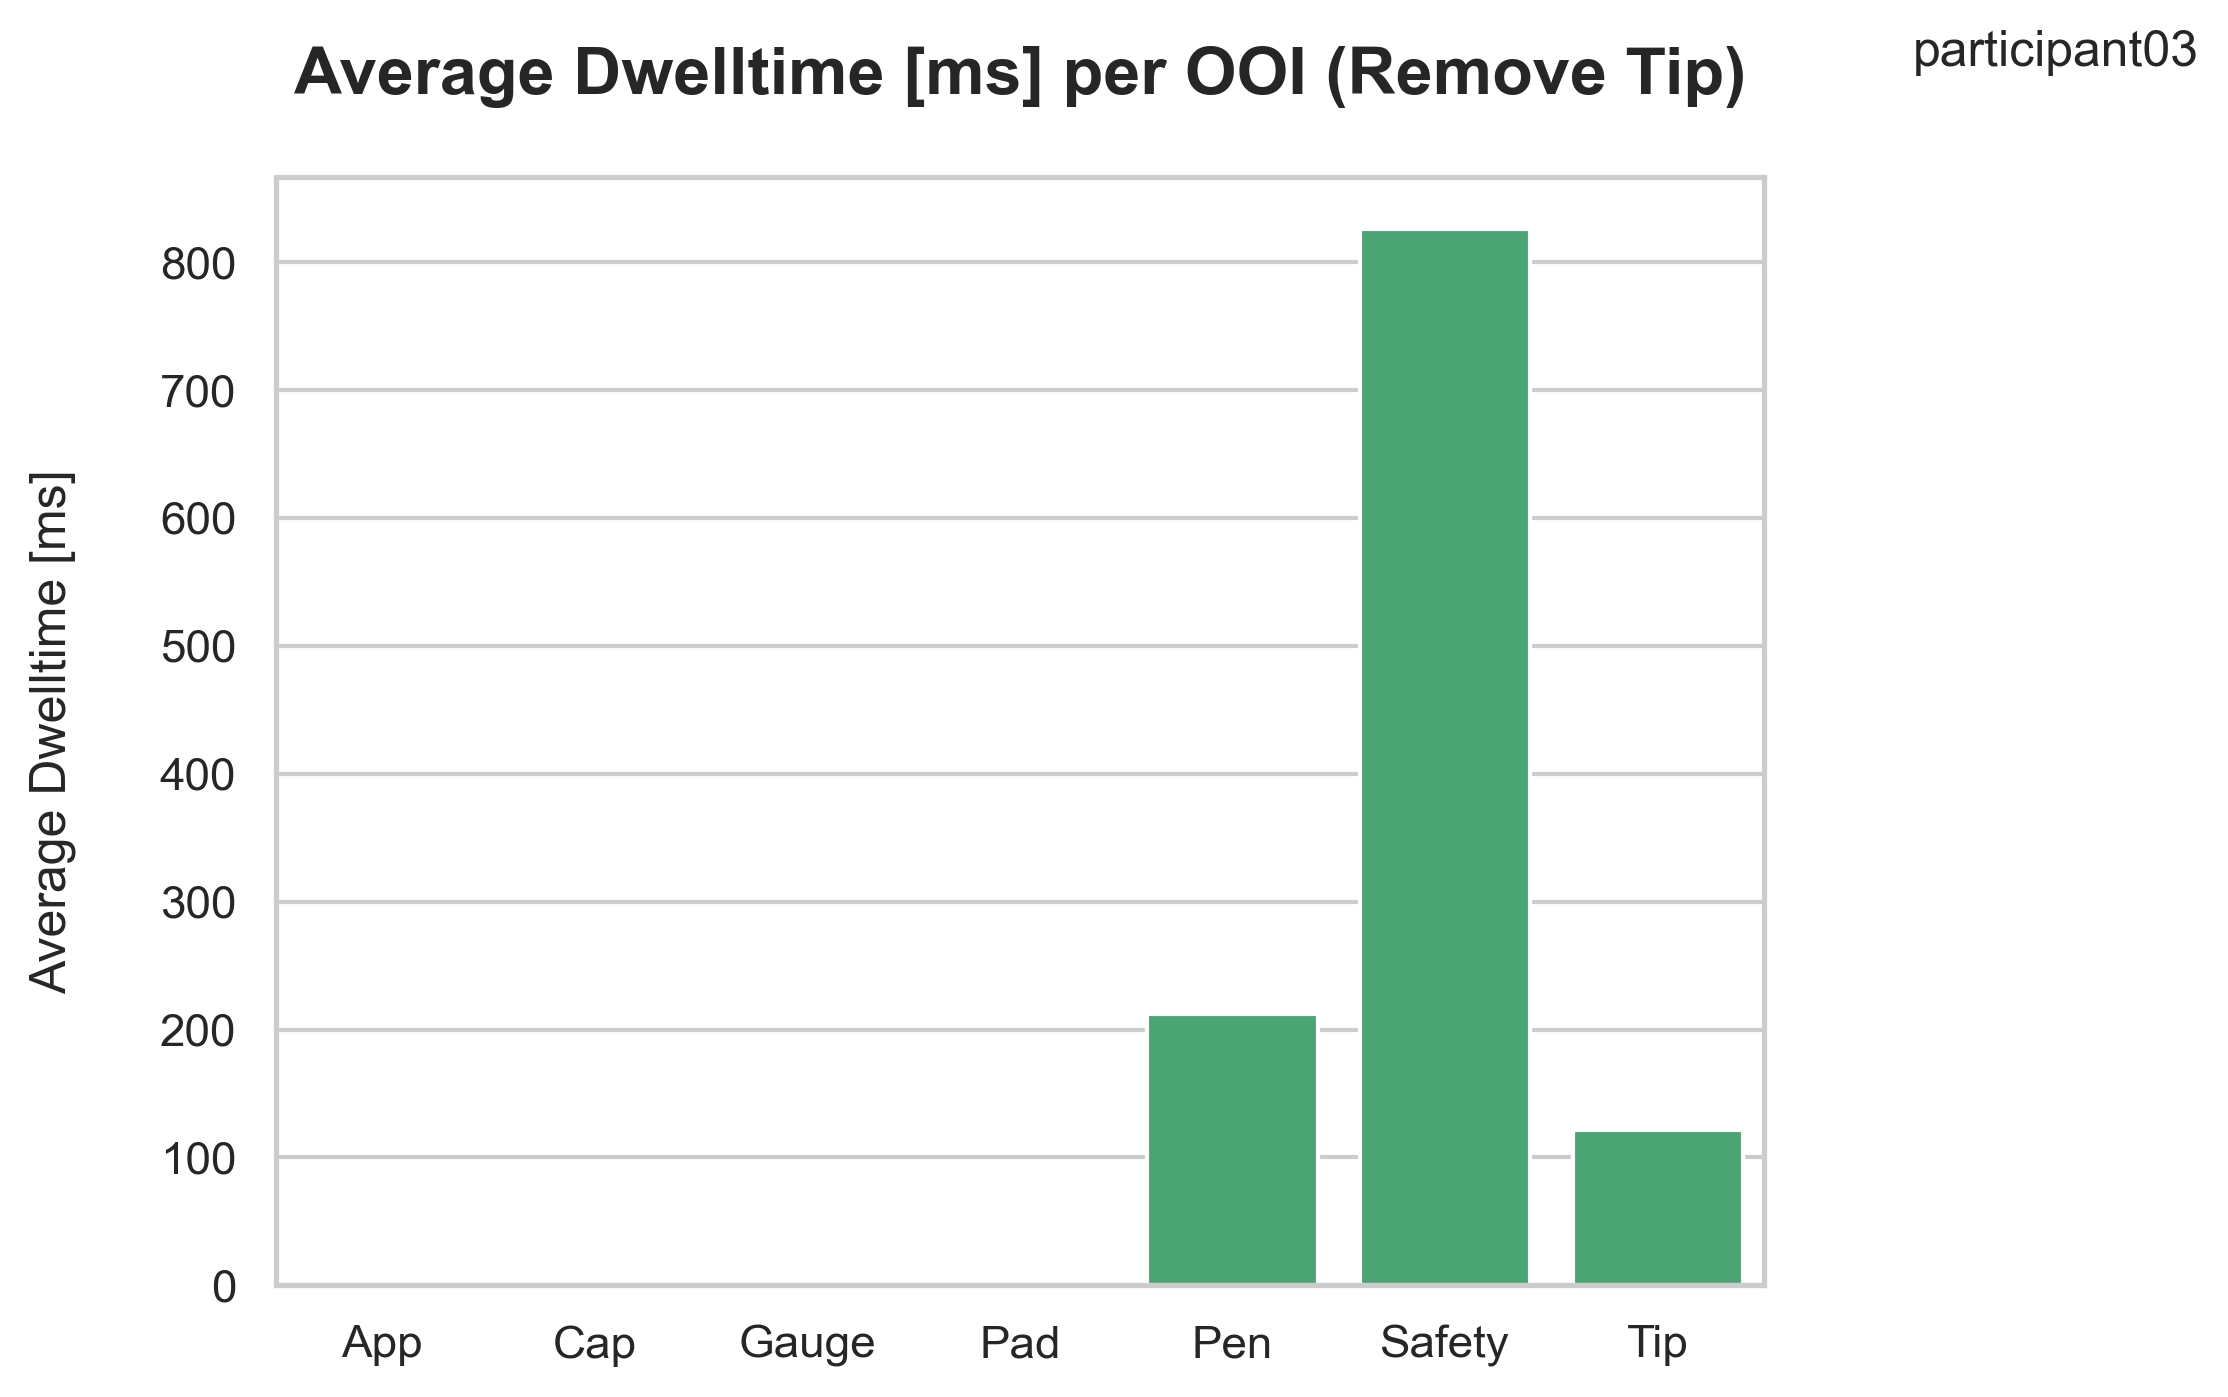 participant03
Average Dwelltime [ms] per OOI (Remove Tip)
Average Dwelltime [ms]
800
700
600
500
400
300
200
100
0
App Cap Gauge Pad Pen Safety Tip